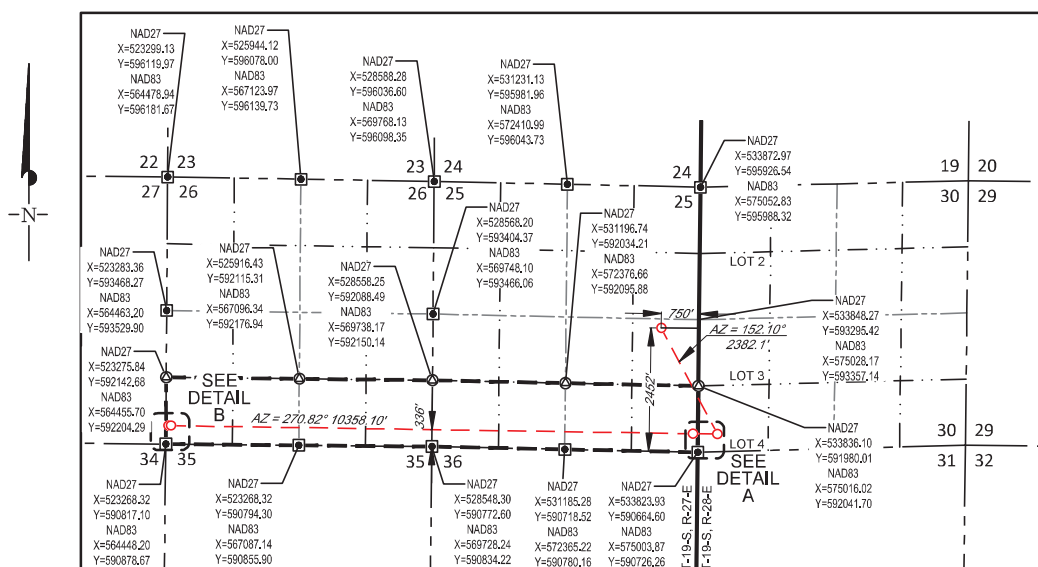 NAD27
X=523299.13
Y=596119.97
NAD83
X=564478.94
Y=596181.67
NAD27
X=525944.12
Y=596078.00
NAD83
X=567123.97
Y=596139.73
NAD27
X=528588.28
Y=596036.60
NAD83
X=569768.13
Y=596098.35
NAD27
X=531231.13
Y=595981.96
NAD83
X=572410.99
Y=596043.73
NAD27
X=533872.97
Y=595926.54
NAD83
X=575052.83
Y=595988.32
22 23
27 26
23 24
26 25
24
25
19 20
30 29
-N-
NAD27
X=528568.20
Y=593404.37
NAD83
X=569748.10
Y=593466.06
NAD27
X=531196.74
Y=592034.21
NAD83
X=572376.66
Y=592095.88
NAD27
X=523283.36
Y=593468.27
NAD83
X=564463.20
Y=593529.90
NAD27
X=525916.43
Y=592115.31
NAD83
X=567096.34
Y=592176.94
NAD27
X=528558.25
Y=592088.49
NAD83
X=569738.17
Y=592150.14
LOT 2
NAD27
X=533848.27
Y=593295.42
NAD83
X=575028.17
Y=593357.14
750'
AZ = 152.10°
2382.1'
2452'
NAD27
X=523275.84
Y=592142.68
NAD83
X=564455.70
Y=592204.29
SEE
DETAIL
B
LOT 3
AZ = 270.82° 10358.10'
336'
LOT 4
34 35
35 36
30 29
31 32
SEE
DETAIL
A
NAD27
X=533836.10
Y=591980.01
NAD83
X=575016.02
Y=592041.70
NAD27
X=523268.32
Y=590817.10
NAD83
X=564448.20
Y=590878.67
NAD27
X=523268.32
Y=590794.30
NAD83
X=567087.14
Y=590855.90
NAD27
X=528548.30
Y=590772.60
NAD83
X=569728.24
Y=590834.22
NAD27
X=531185.28
Y=590718.52
NAD83
X=572365.22
Y=590780.16
NAD27
X=533823.93
Y=590664.60
NAD83
X=575003.87
Y=590726.26
T-19-S, R-27-E
T-19-S, R-28-E